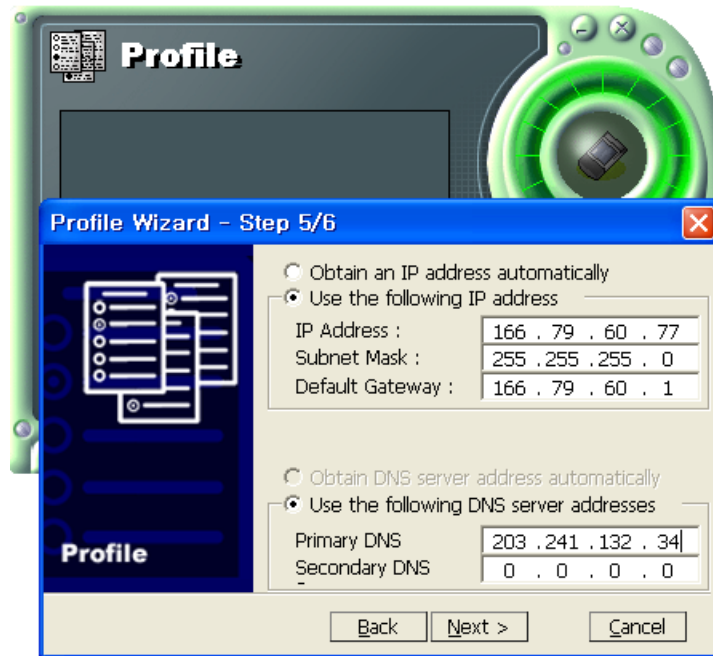 Profile
Profile Wizard - Step 5/6
Obtain an IP address automatically
Use the following IP address
IP Address : 166 . 79 . 60 . 77
Subnet Mask : 255 .255 .255 . 0
Default Gateway : 166 . 79 . 60 . 1
Obtain DNS server address automatically
Use the following DNS server addresses
Primary DNS 203 .241 .132 . 34
Secondary DNS 0 . 0 . 0 . 0
Profile
Back Next > Cancel